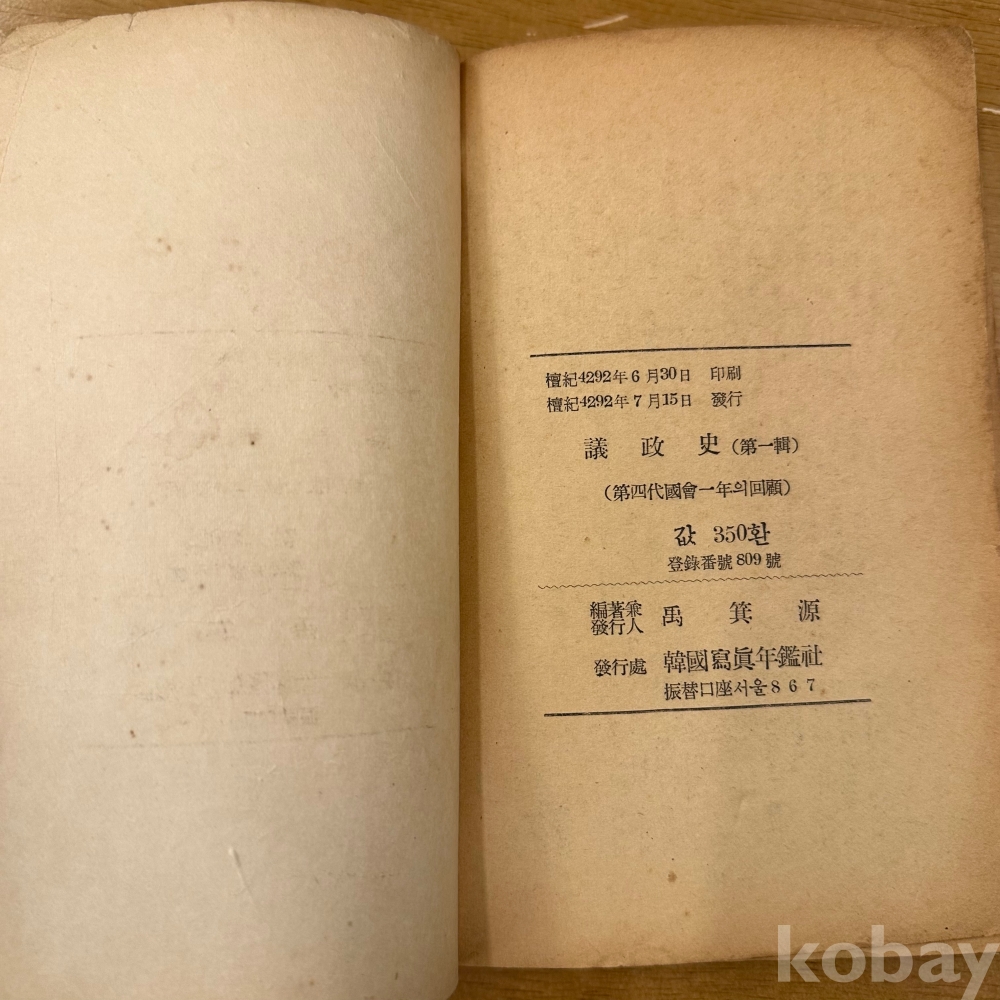 檀紀4292年 6月30日 印刷
檀紀4292年 7月15日 發行
議政史 (第一輯)
(第四代國會一年의回顧)
값 350환
登錄番號 809 號
編著兼
發行人 禹箕源
發行處 韓國寫眞年鑑社
振替口座서울 8 6 7
kobay